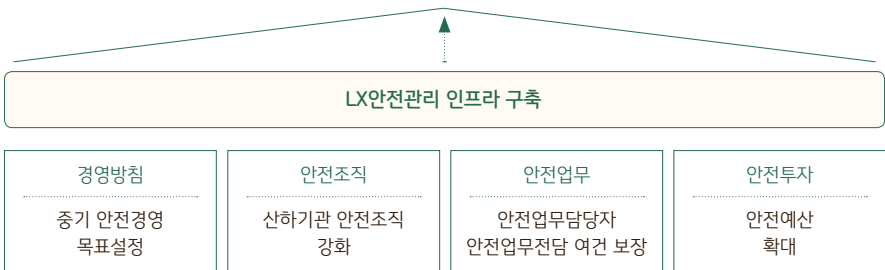 LX안전관리 인프라 구축
경영방침
중기 안전경영
목표설정
안전조직
산하기관 안전조직
강화
안전업무
안전업무담당자
안전업무전담 여건 보장
안전투자
안전예산
확대